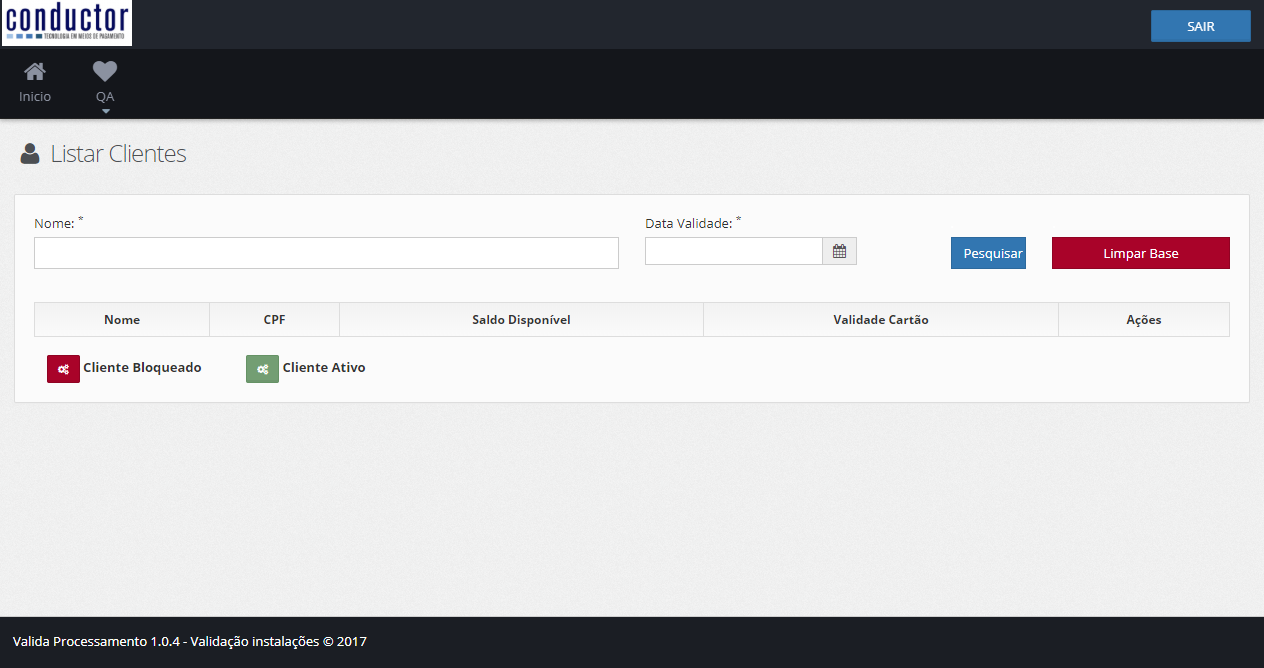 conductor
TECNOLOGIA EM MEIOS DE PAGAMENTO
SAIR
Inicio
QA
Listar Clientes
Nome: *
Data Validade: *
Pesquisar
Limpar Base
Nome
CPF
Saldo Disponível
Validade Cartão
Ações
Cliente Bloqueado
Cliente Ativo
Valida Processamento 1.0.4 - Validação instalações © 2017